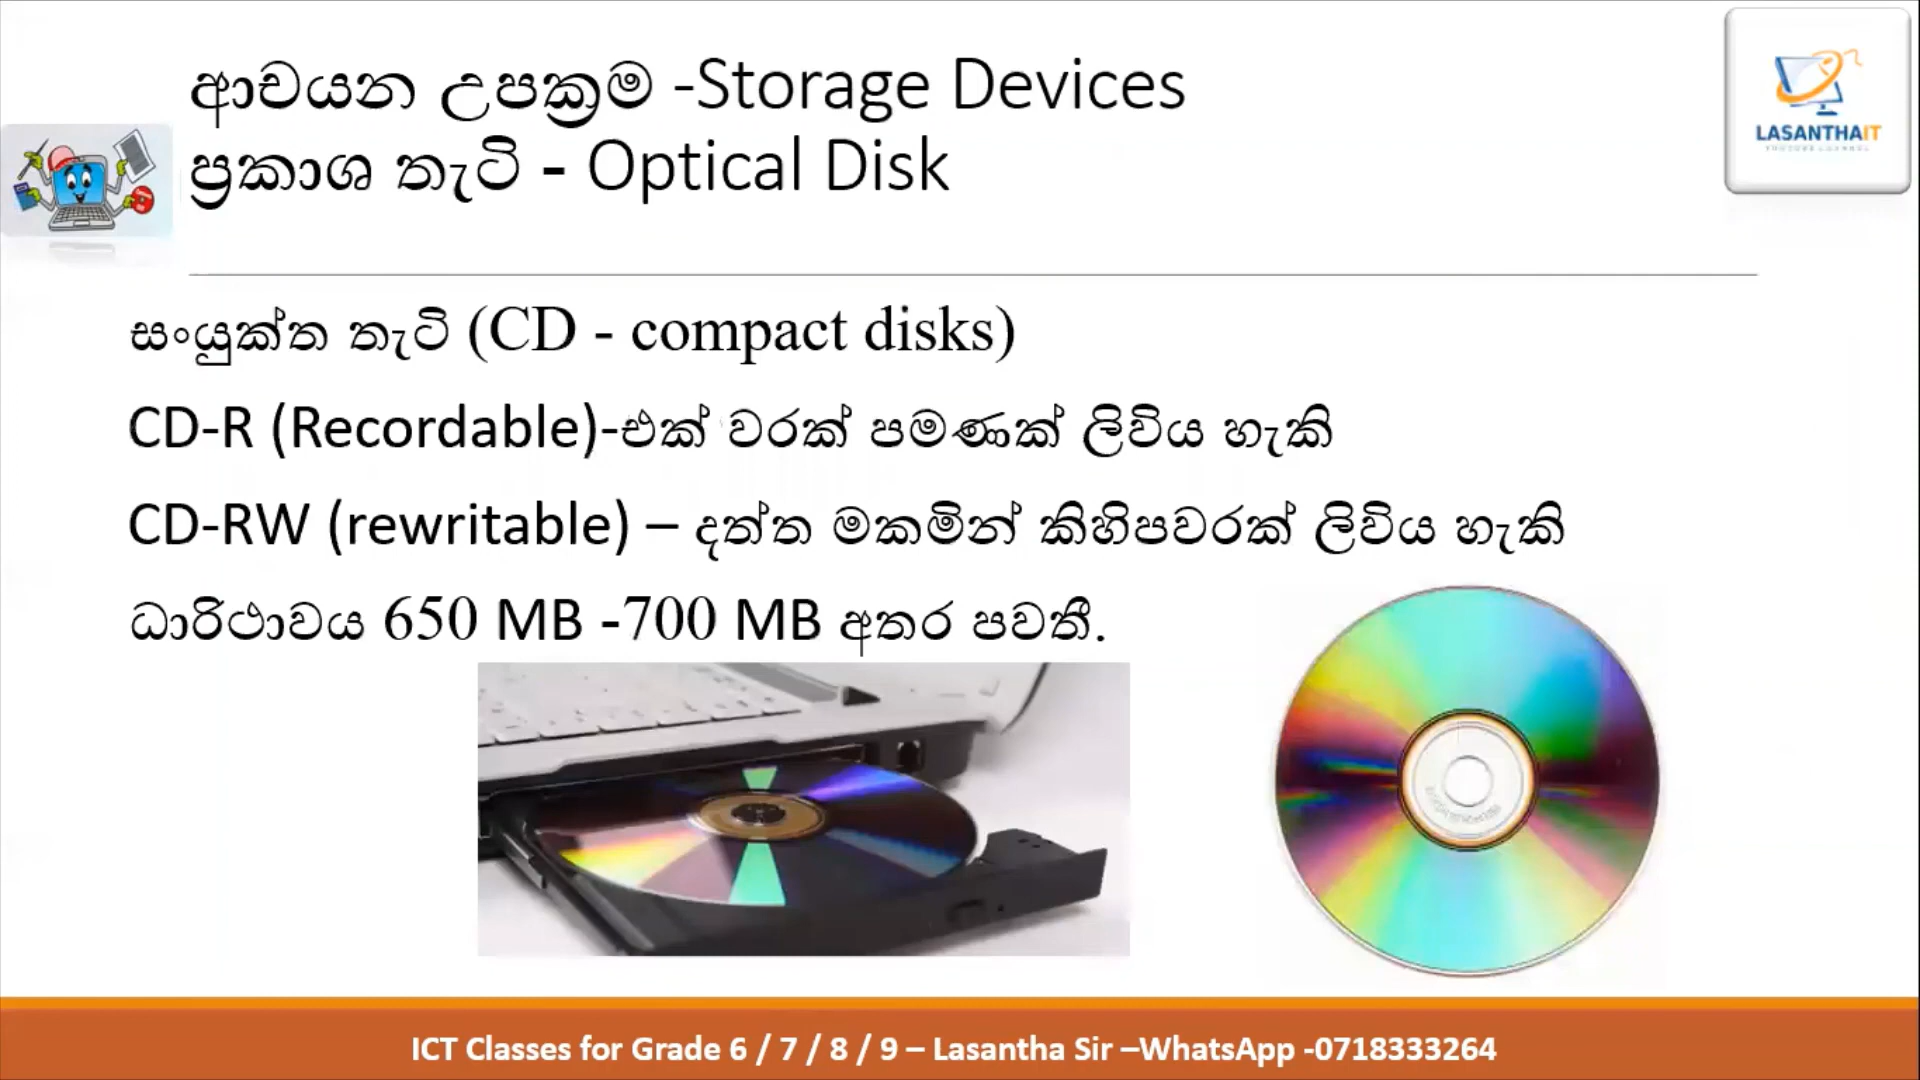 ආචයන උපක්‍රම -Storage Devices
ප්‍රකාශ තැටි - Optical Disk
LASANTHAIT
සංයුක්ත තැටි (CD - compact disks)
CD-R (Recordable)-එක් වරක් පමණක් ලිවිය හැකි
CD-RW (rewritable) – දත්ත මකමින් කිහිපවරක් ලිවිය හැකි
ධාරිථාවය 650 MB -700 MB අතර පවතී.
ICT Classes for Grade 6 / 7 / 8 / 9 – Lasantha Sir –WhatsApp -0718333264